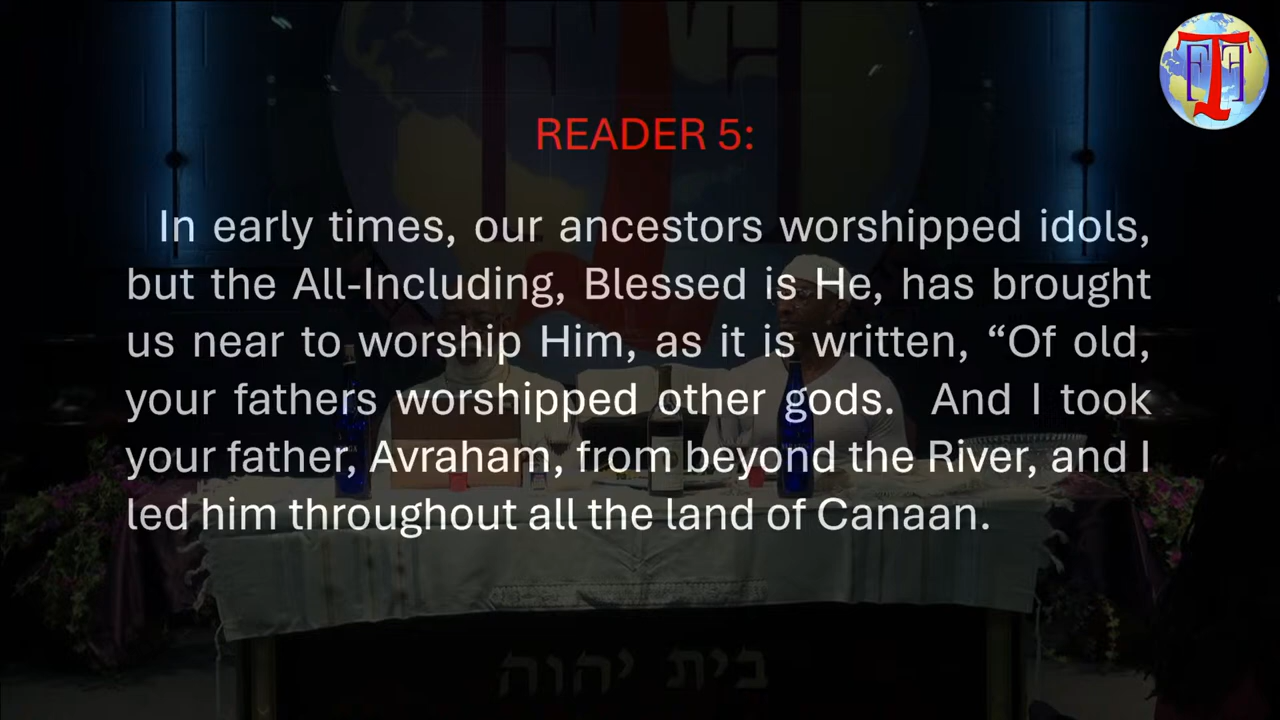 READER 5:
In early times, our ancestors worshipped idols,
but the All-Including, Blessed is He, has brought
us near to worship Him, as it is written, “Of old,
your fathers worshipped other gods. And I took
your father, Avraham, from beyond the River, and I
led him throughout all the land of Canaan.
בית יהוה